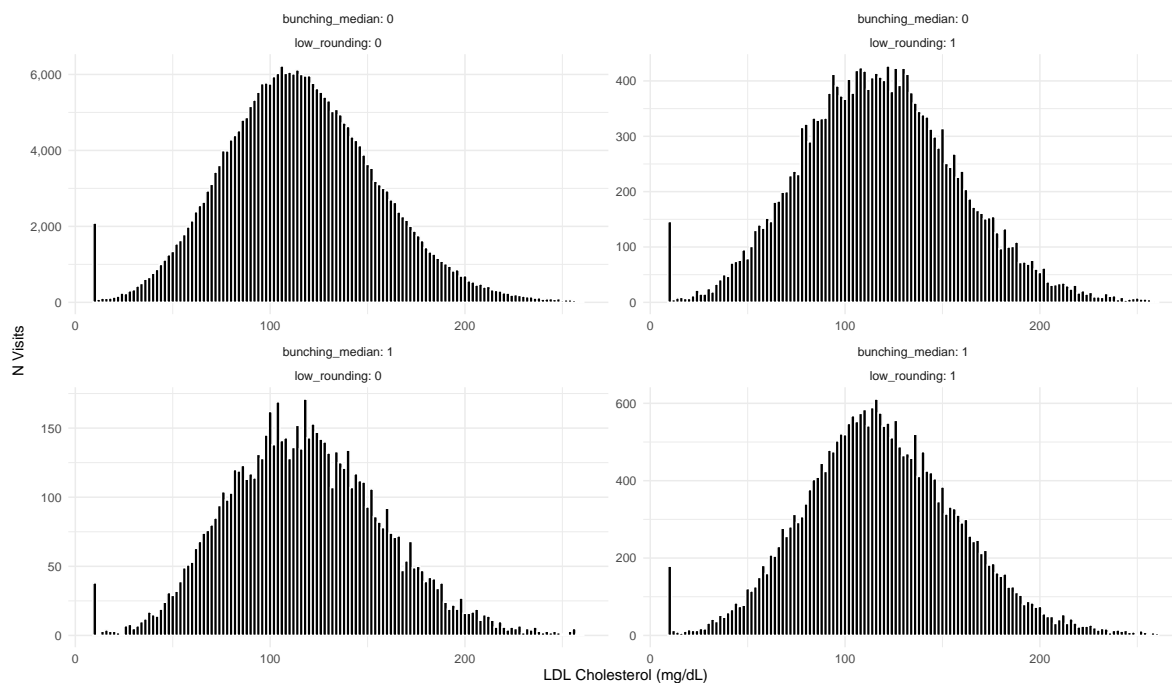 bunching_median: 0
low_rounding: 0
6,000
4,000
2,000
0
0
100
200
bunching_median: 0
low_rounding: 1
400
300
200
100
0
0
100
200
bunching_median: 1
low_rounding: 0
150
100
50
0
0
100
200
bunching_median: 1
low_rounding: 1
600
400
200
0
0
100
200
N Visits
LDL Cholesterol (mg/dL)